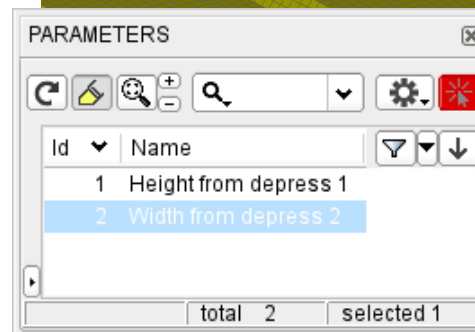 PARAMETERS
Id Name
1 Height from depress 1
2 Width from depress 2
total 2 selected 1